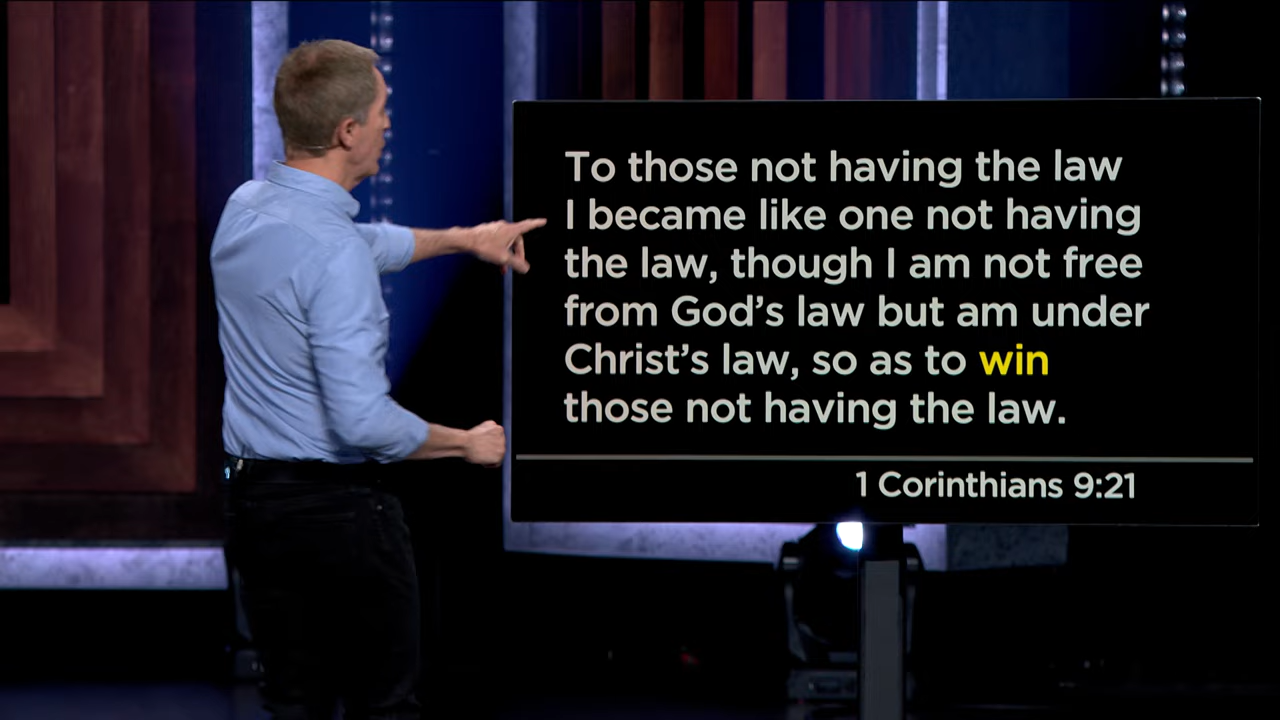 To those not having the law
I became like one not having
the law, though I am not free
from God’s law but am under
Christ’s law, so as to win
those not having the law.
1 Corinthians 9:21